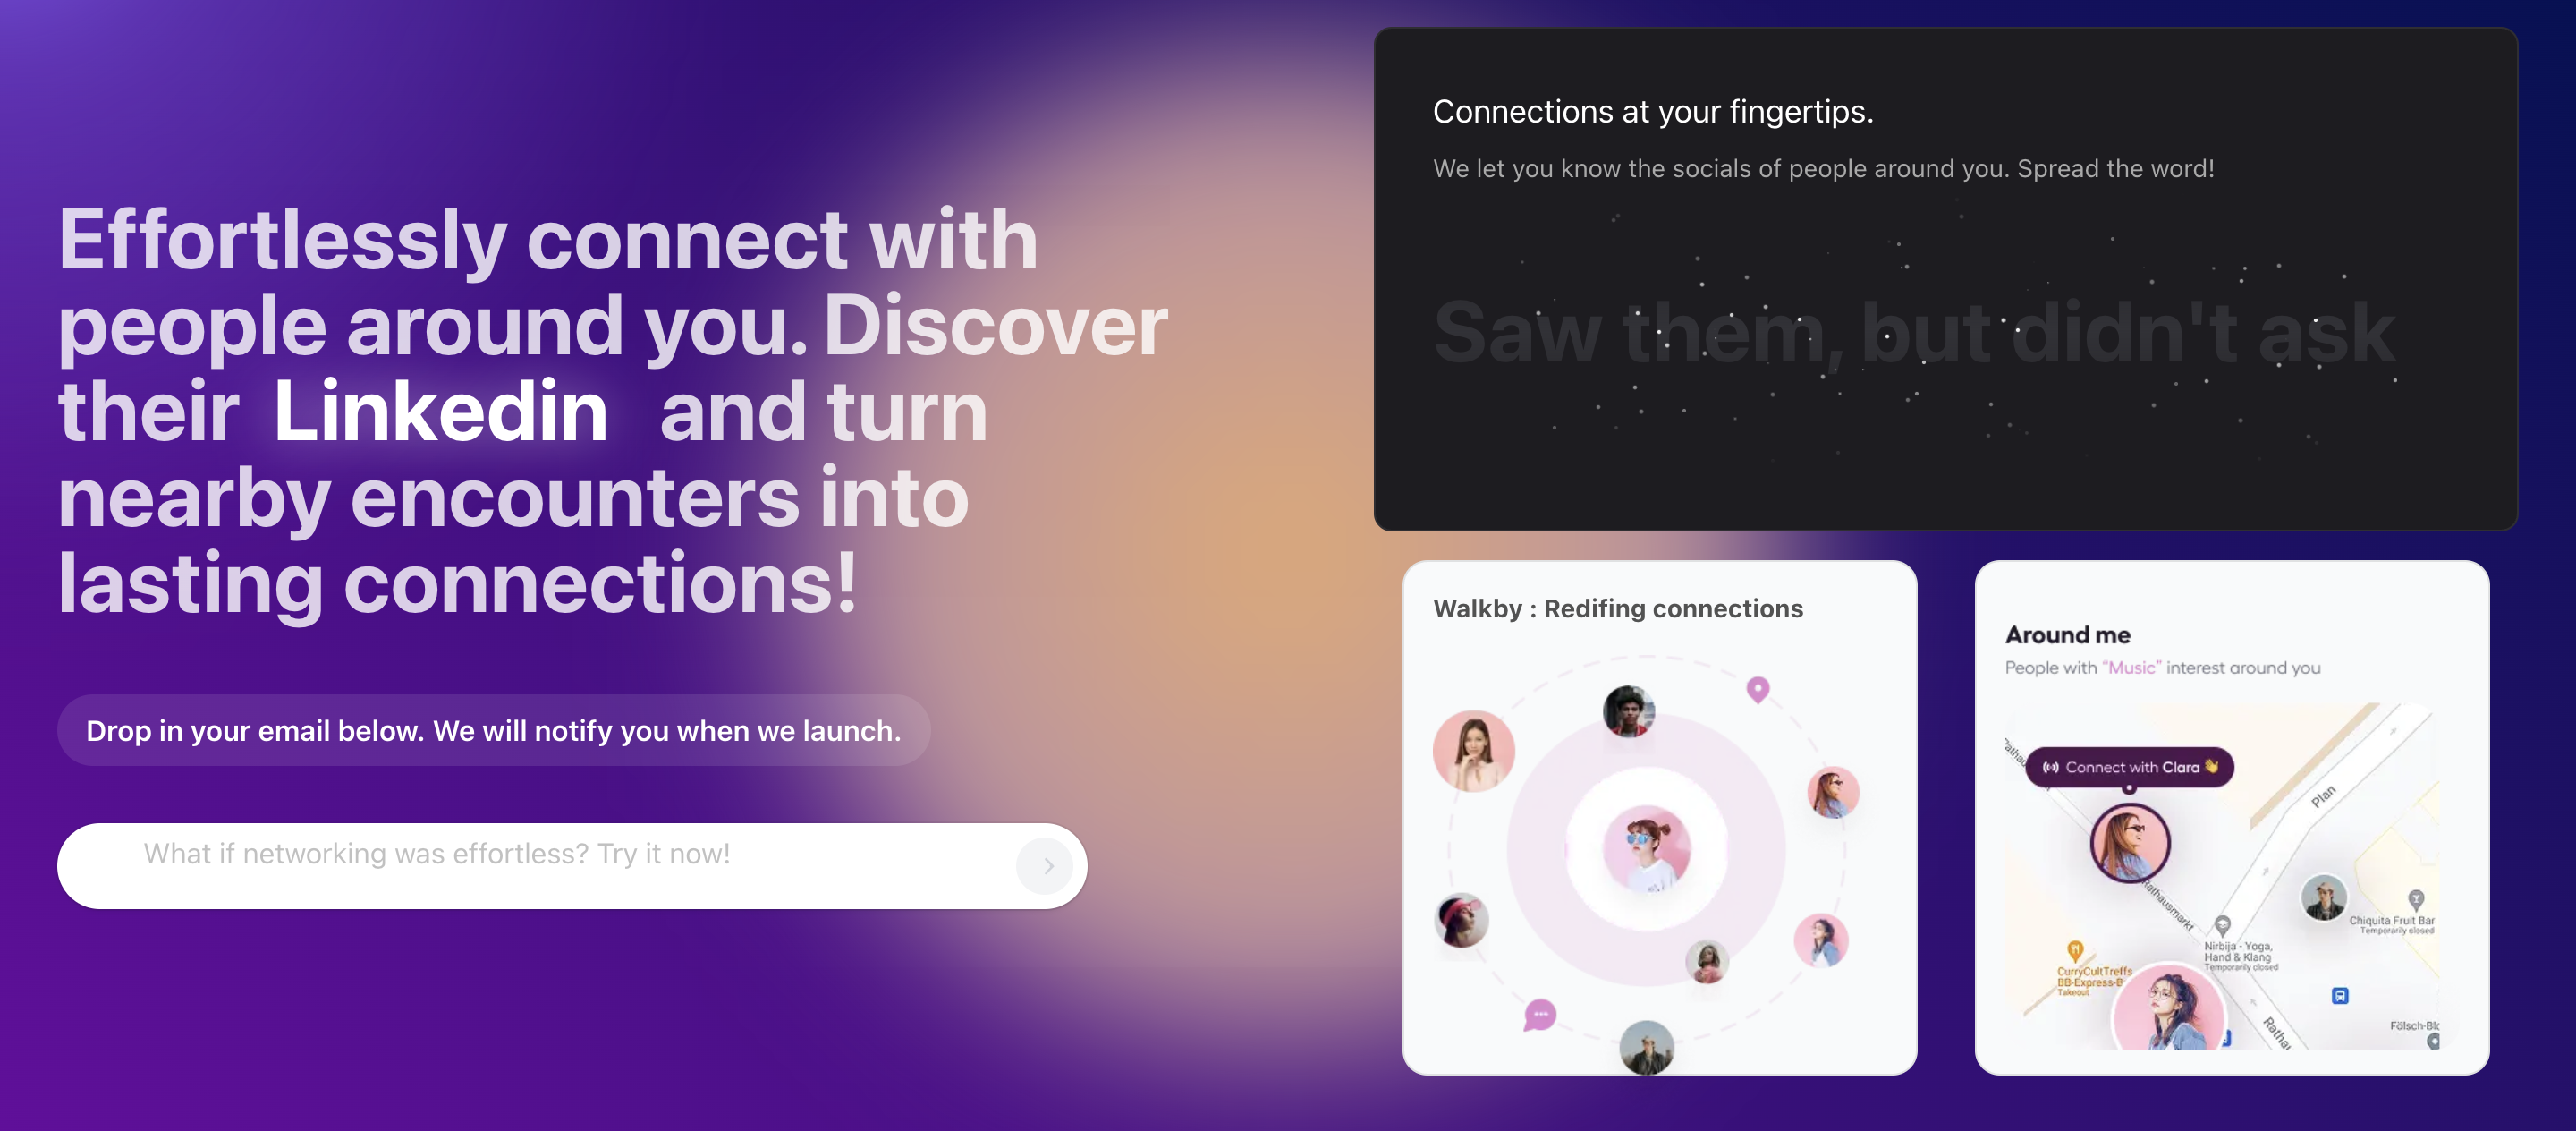 Effortlessly connect with
people around you. Discover
their Linkedin and turn
nearby encounters into
lasting connections!
Drop in your email below. We will notify you when we launch.
What if networking was effortless? Try it now!
Connections at your fingertips.
We let you know the socials of people around you. Spread the word!
Saw them, but didn't ask
Walkby : Redifing connections
Around me
People with “Music” interest around you
Connect with Clara 👋
Plan
Rathausmarkt
Chiquita Fruit Bar
Temporarily closed
Nirbija - Yoga,
Hand & Klang
Temporarily closed
CurryCultTreffs
BB-Express-B
Takeout
Fölsch-Blo
Rathau